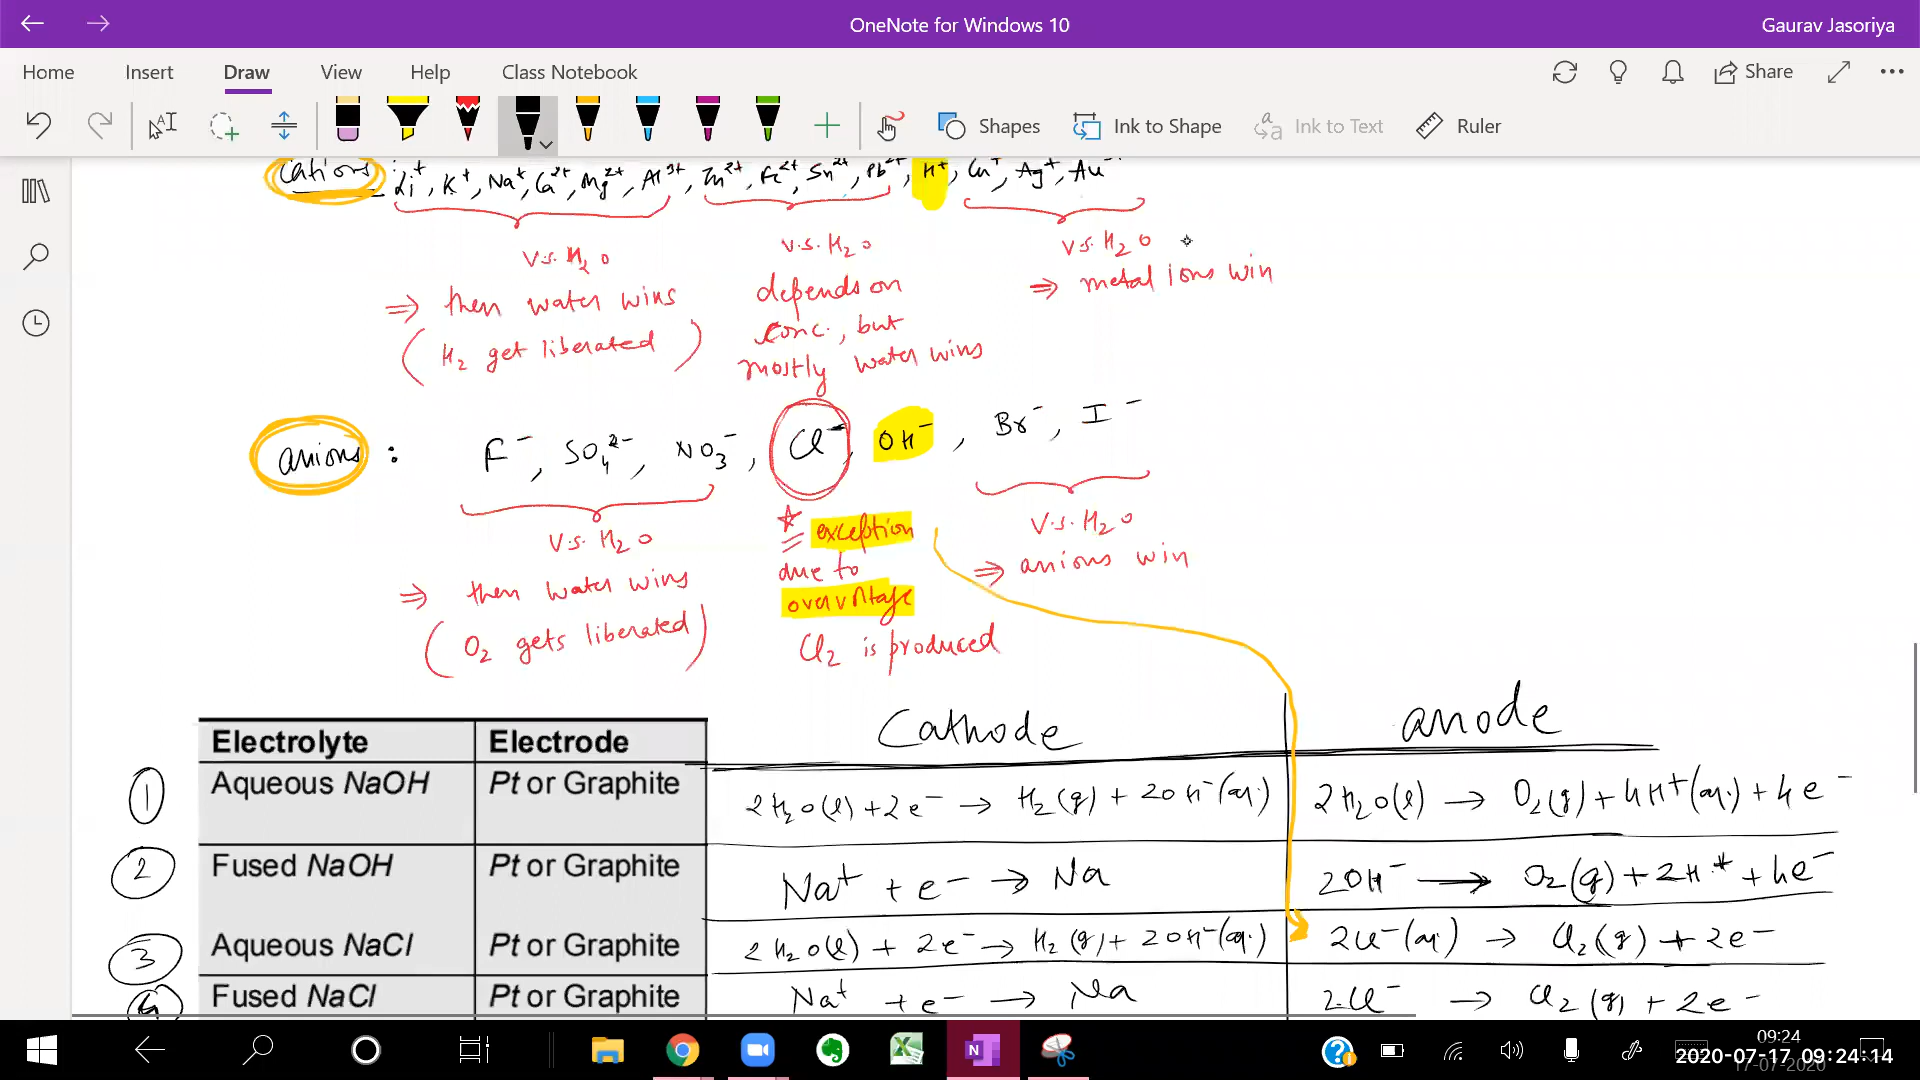 OneNote for Windows 10
Gaurav Jasoriya
Home Insert Draw View Help Class Notebook
Share
Shapes Ink to Shape Ink to Text Ruler
Cations : Li⁺, K⁺, Na⁺, Ca²⁺, Mg²⁺, Al³⁺, Zn²⁺, Fe²⁺, Sn²⁺, Pb²⁺, H⁺, Cu⁺, Ag⁺, Au
v.s. H₂O
⇒ then water wins
(H₂ get liberated)
v.s. H₂O
depends on
conc., but
mostly water wins
v.s. H₂O
⇒ metal ions win
anions : F⁻, SO₄²⁻, NO₃⁻, Cl⁻, OH⁻, Br⁻, I⁻
v.s. H₂O
⇒ then water wins
(O₂ gets liberated)
exception
due to
overvoltage
Cl₂ is produced
v.s. H₂O
⇒ anions win
Electrolyte Electrode Cathode anode
1 Aqueous NaOH Pt or Graphite 2H₂O(l) + 2e⁻ → H₂(g) + 2OH⁻(aq.) 2H₂O(l) → O₂(g) + 4H⁺(aq.) + 4e⁻
2 Fused NaOH Pt or Graphite Na⁺ + e⁻ → Na 2OH⁻ → O₂(g) + 2H⁺ + 4e⁻
3 Aqueous NaCl Pt or Graphite 2H₂O(l) + 2e⁻ → H₂(g) + 2OH⁻(aq.) 2Cl⁻(aq.) → Cl₂(g) + 2e⁻
4 Fused NaCl Pt or Graphite Na⁺ + e⁻ → Na 2Cl⁻ → Cl₂(g) + 2e⁻
09:24
2020-07-17 09:24:14
17-07-2020